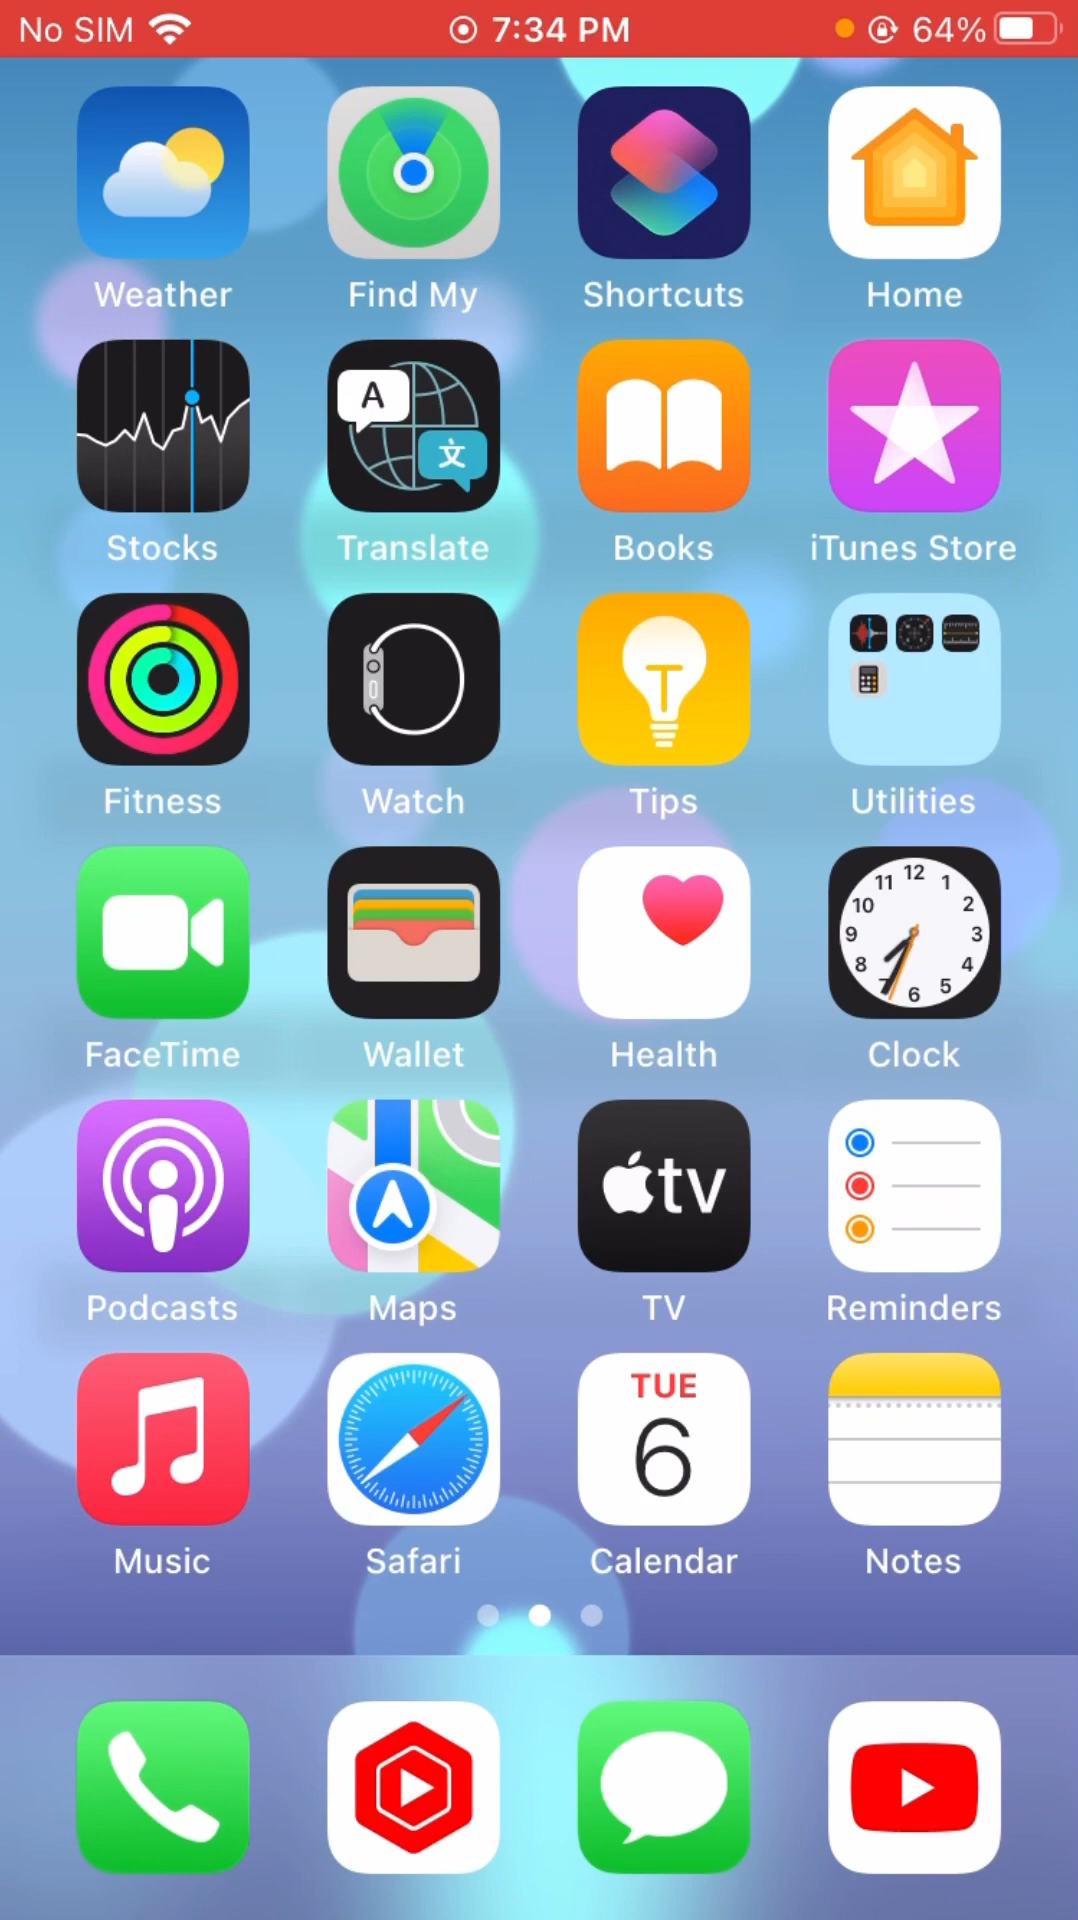 No SIM 7:34 PM 64%
Weather Find My Shortcuts Home
A
文
Stocks Translate Books iTunes Store
Fitness Watch Tips Utilities
12
11 1
10 2
9 3
8 4
7 5
6
FaceTime Wallet Health Clock
tv
Podcasts Maps TV Reminders
TUE
6
Music Safari Calendar Notes